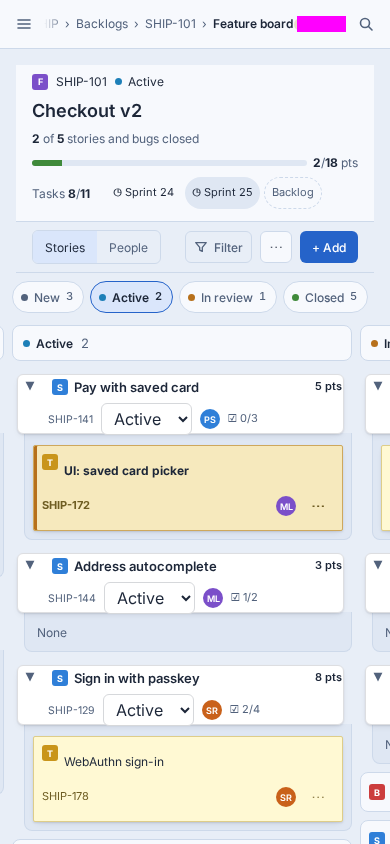 IP › Backlogs › SHIP-101 › Feature board
F SHIP-101 Active
Checkout v2
2 of 5 stories and bugs closed
2/18 pts
Tasks 8/11 Sprint 24 Sprint 25 Backlog
Stories People Filter ... + Add
New 3 Active 2 In review 1 Closed 5
Active 2
S Pay with saved card 5 pts
SHIP-141 Active PS 0/3
T UI: saved card picker
SHIP-172 ML ...
S Address autocomplete 3 pts
SHIP-144 Active ML 1/2
None
S Sign in with passkey 8 pts
SHIP-129 Active SR 2/4
T WebAuthn sign-in
SHIP-178 SR ...
B
S